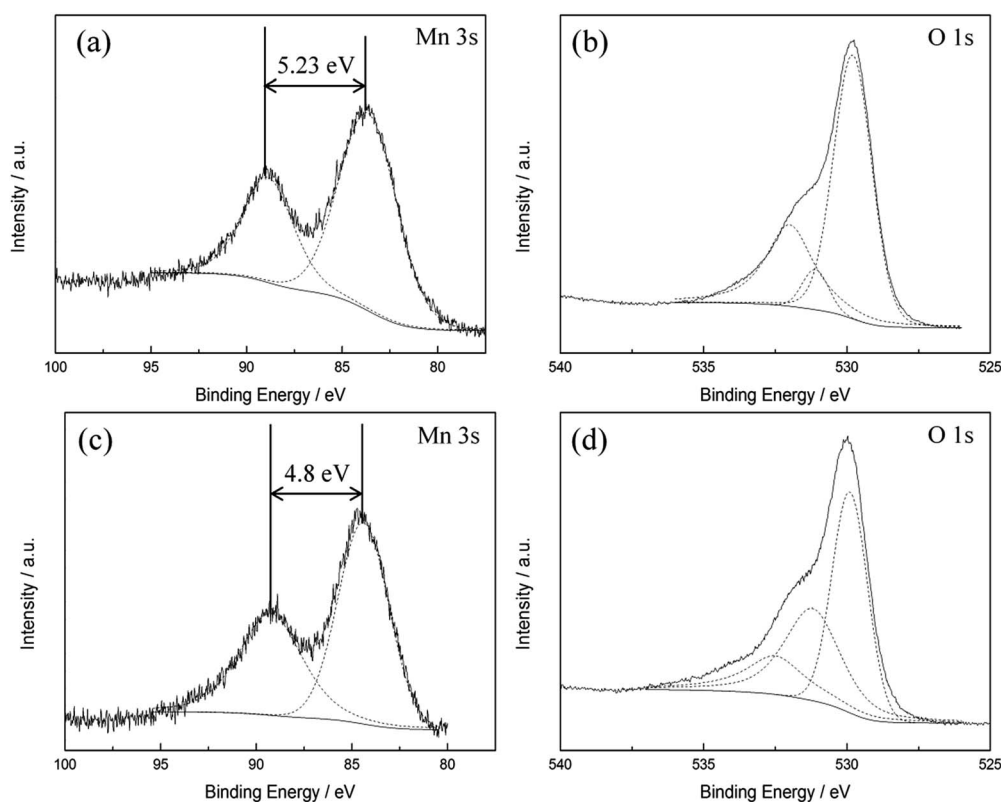 (a)
Mn 3s
5.23 eV
Intensity / a.u.
100 95 90 85 80
Binding Energy / eV
(b)
O 1s
Intensity / a.u.
540 535 530 525
Binding Energy / eV
(c)
Mn 3s
4.8 eV
Intensity / a.u.
100 95 90 85 80
Binding Energy / eV
(d)
O 1s
Intensity / a.u.
540 535 530 525
Binding Energy / eV